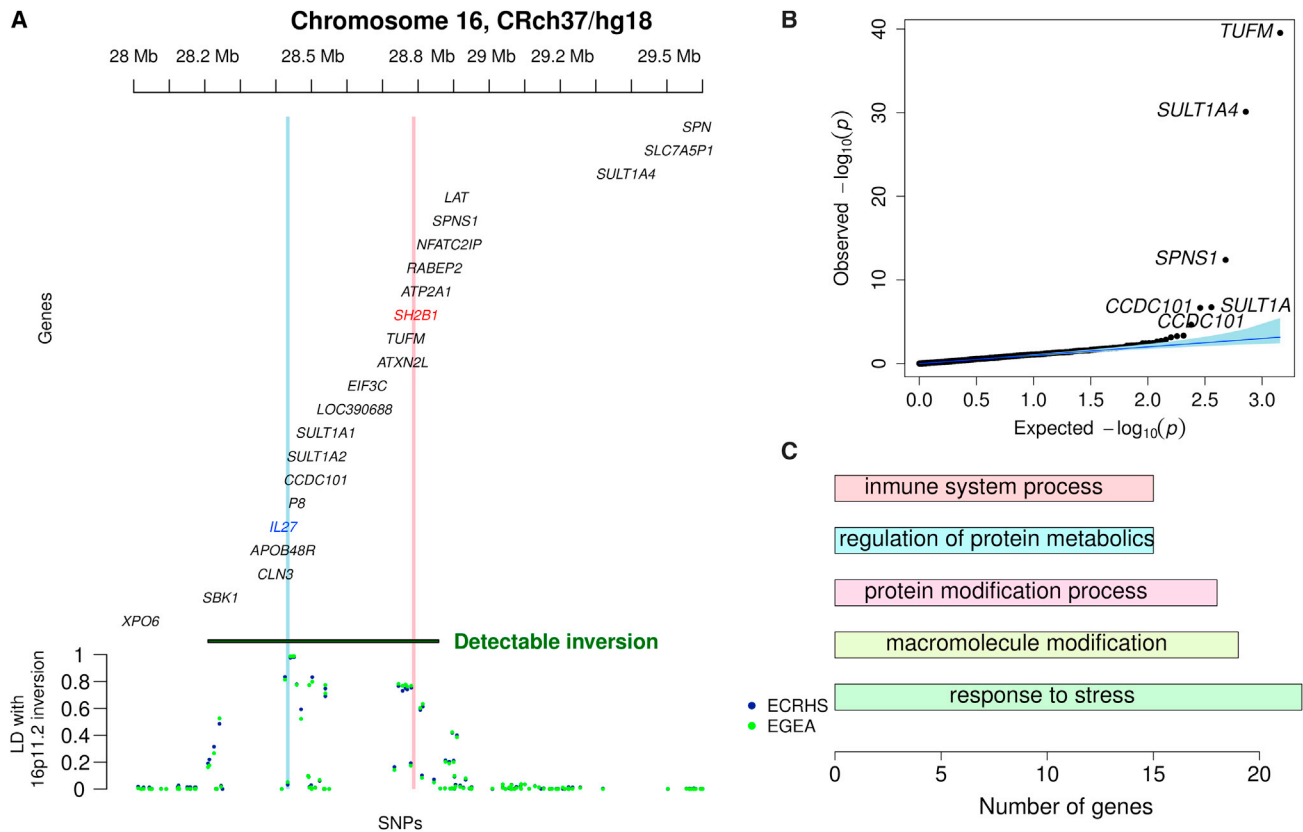 A
Chromosome 16, CRch37/hg18
28 Mb 28.2 Mb 28.5 Mb 28.8 Mb 29 Mb 29.2 Mb 29.5 Mb
Genes
SPN
SLC7A5P1
SULT1A4
LAT
SPNS1
NFATC2IP
RABEP2
ATP2A1
SH2B1
TUFM
ATXN2L
EIF3C
LOC390688
SULT1A1
SULT1A2
CCDC101
P8
IL27
APOB48R
CLN3
SBK1
XPO6
Detectable inversion
LD with
16p11.2 inversion
1
0.8
0.6
0.4
0.2
0
SNPs
ECRHS
EGEA
B
Observed −log10(p)
40
30
20
10
0
TUFM
SULT1A4
SPNS1
CCDC101 SULT1A
CCDC101
0.0 0.5 1.0 1.5 2.0 2.5 3.0
Expected −log10(p)
C
inmune system process
regulation of protein metabolics
protein modification process
macromolecule modification
response to stress
0 5 10 15 20
Number of genes